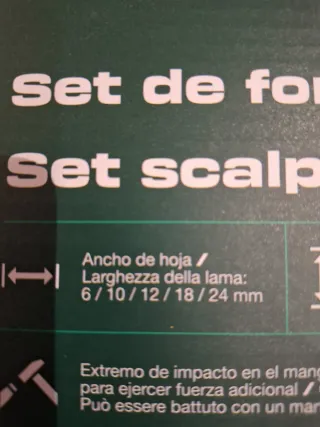 Set de for
Set scalp
Ancho de hoja /
Larghezza della lama:
6 / 10 / 12 / 18 / 24 mm
Extremo de impacto en el mang
para ejercer fuerza adicional /
Può essere battuto con un man